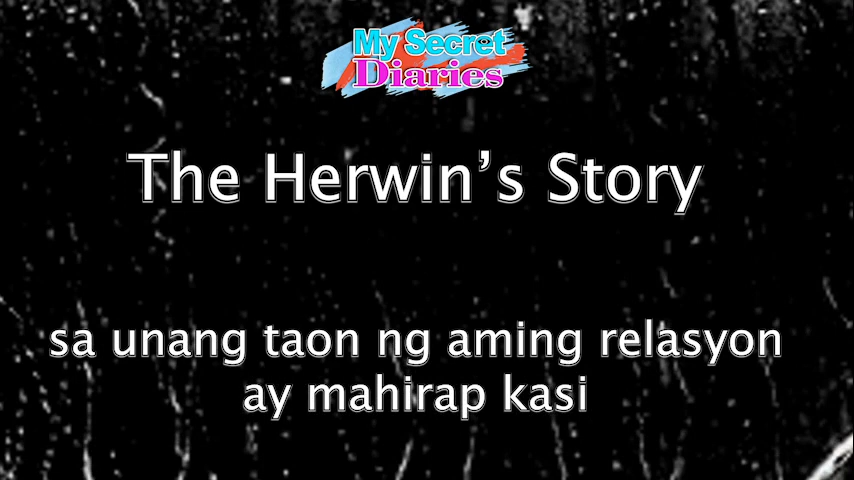 My Secret
Diaries
The Herwin's Story
sa unang taon ng aming relasyon
ay mahirap kasi